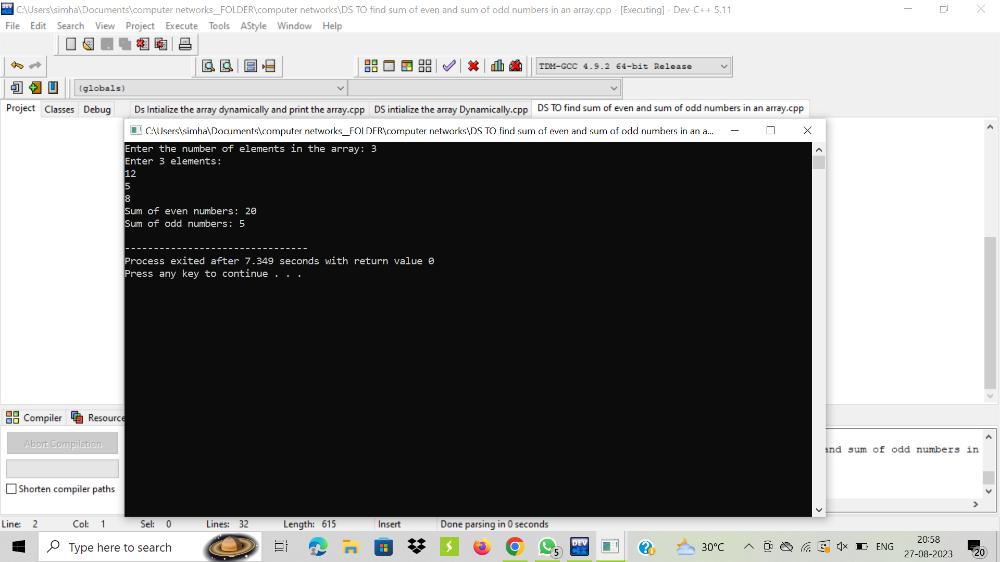 C:\Users\simha\Documents\computer networks_FOLDER\computer networks\DS TO find sum of even and sum of odd numbers in an array.cpp - [Executing] - Dev-C++ 5.11
File Edit Search View Project Execute Tools AStyle Window Help
TDM-GCC 4.9.2 64-bit Release
(globals)
Project Classes Debug Ds Intialize the array dynamically and print the array.cpp DS intialize the array Dynamically.cpp DS TO find sum of even and sum of odd numbers in an array.cpp
C:\Users\simha\Documents\computer networks_FOLDER\computer networks\DS TO find sum of even and sum of odd numbers in an a...
Enter the number of elements in the array: 3
Enter 3 elements:
12
5
8
Sum of even numbers: 20
Sum of odd numbers: 5
--------------------------------
Process exited after 7.349 seconds with return value 0
Press any key to continue . . .
Compiler Resource
Abort Compilation
and sum of odd numbers in
Shorten compiler paths
Line: 2 Col: 1 Sel: 0 Lines: 32 Length: 615 Insert Done parsing in 0 seconds
Type here to search
DEV C++
5
30°C
ENG
20:58
27-08-2023
20